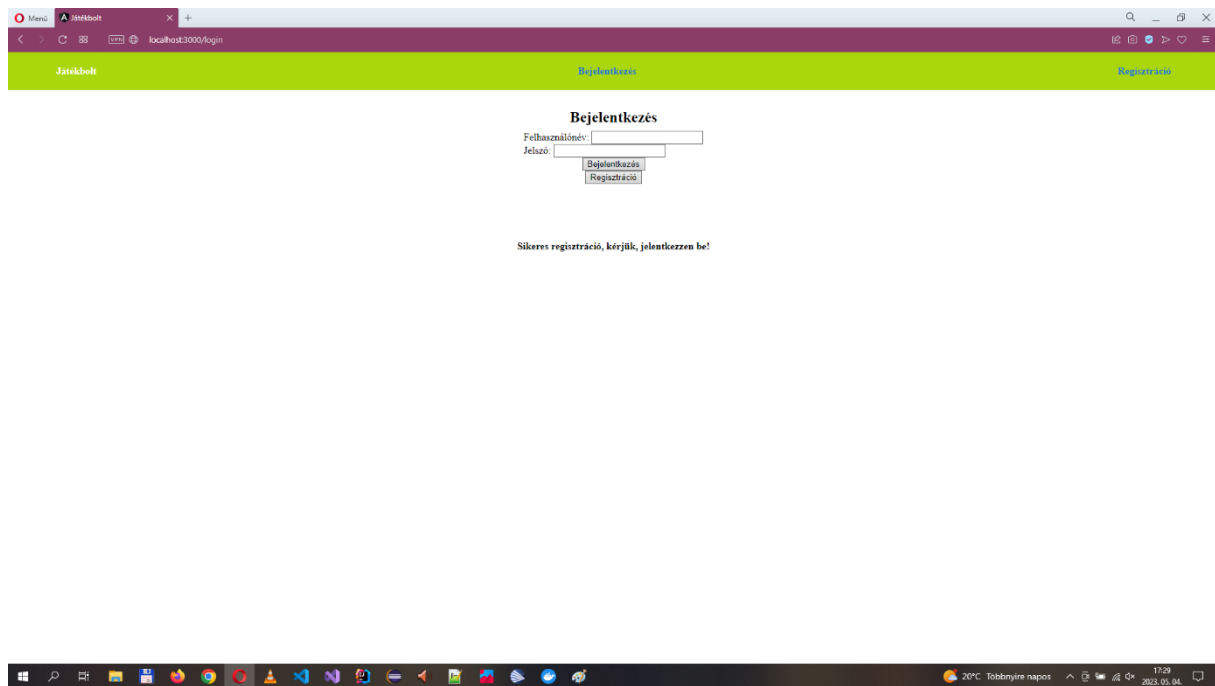 Menü Játékbolt
VPN localhost:3000/login
Játékbolt Bejelentkezés Regisztráció
Bejelentkezés
Felhasználónév:
Jelszó:
Bejelentkezés
Regisztráció
Sikeres regisztráció, kérjük, jelentkezzen be!
20°C Többnyire napos 17:29
2023. 05. 04.